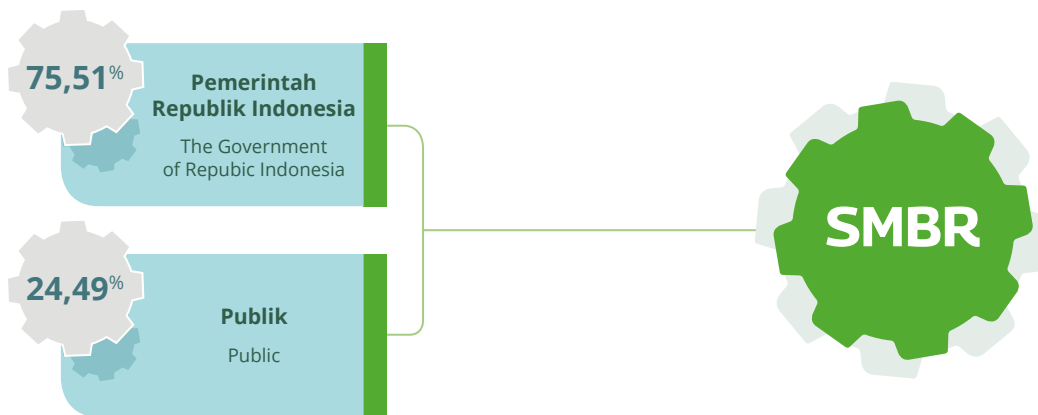 75,51%
Pemerintah
Republik Indonesia
The Government
of Repubic Indonesia
24,49%
Publik
Public
SMBR